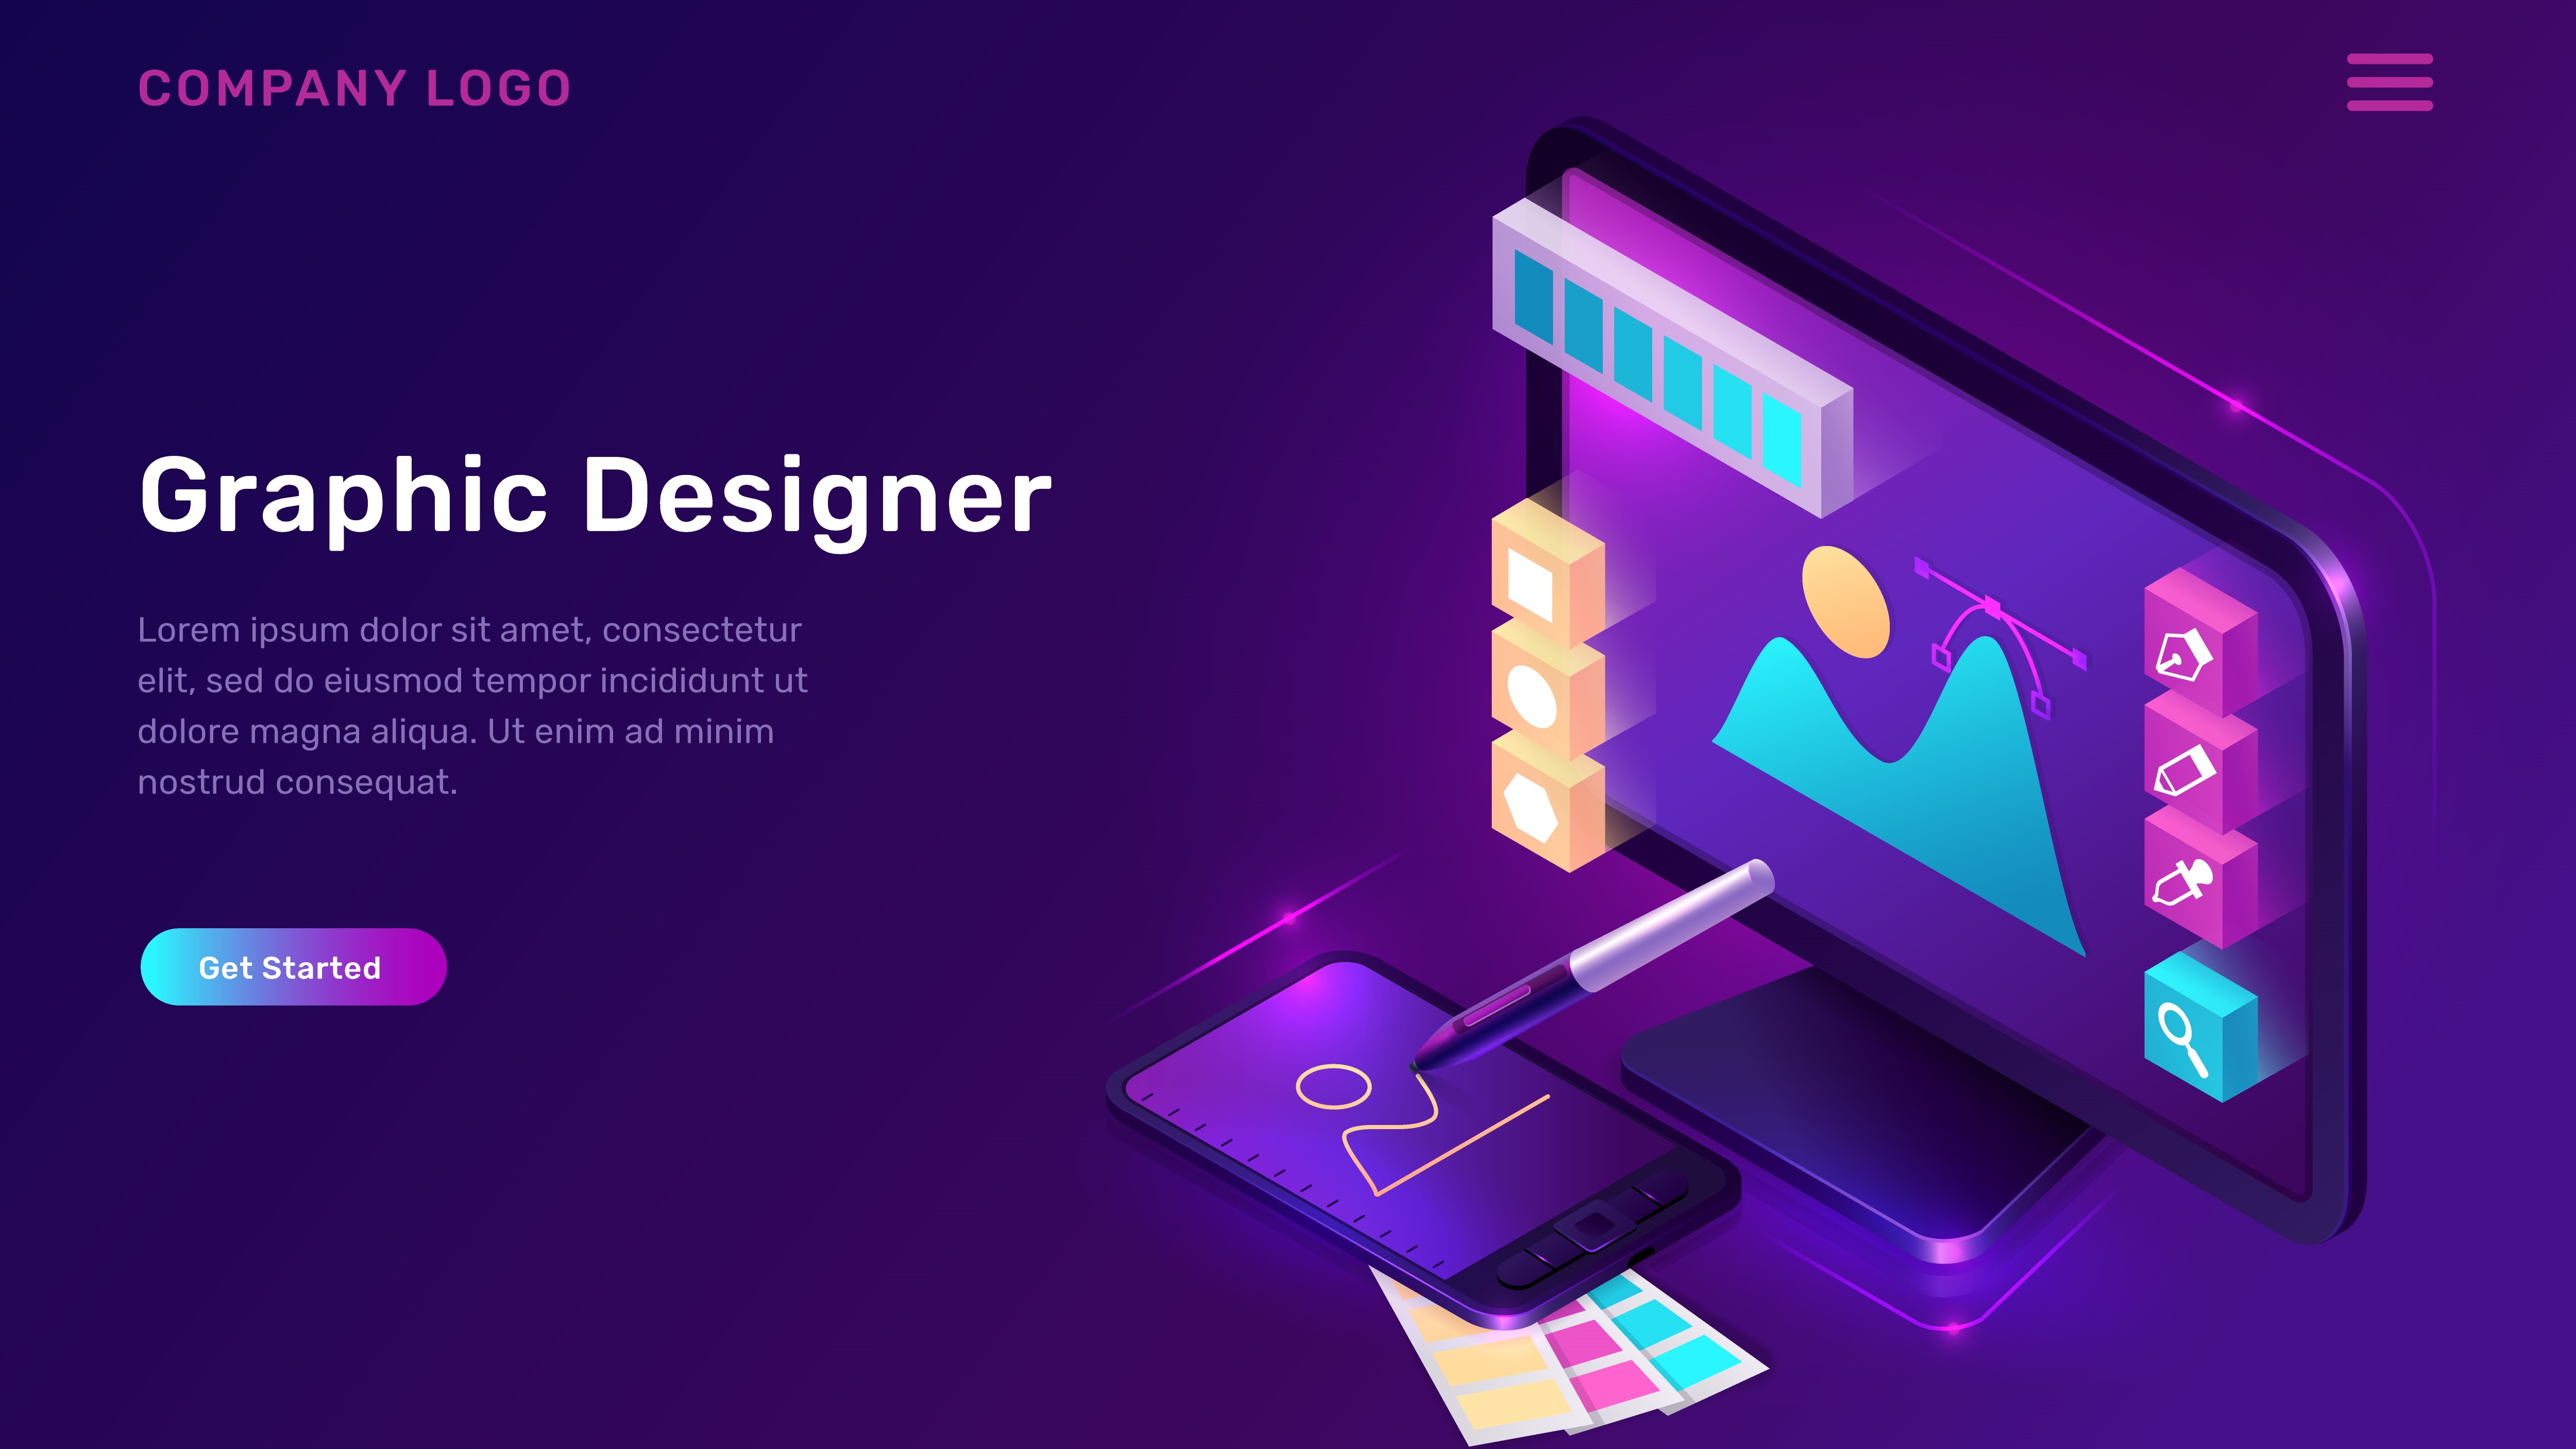 COMPANY LOGO
Graphic Designer
Lorem ipsum dolor sit amet, consectetur
elit, sed do eiusmod tempor incididunt ut
dolore magna aliqua. Ut enim ad minim
nostrud consequat.
Get Started